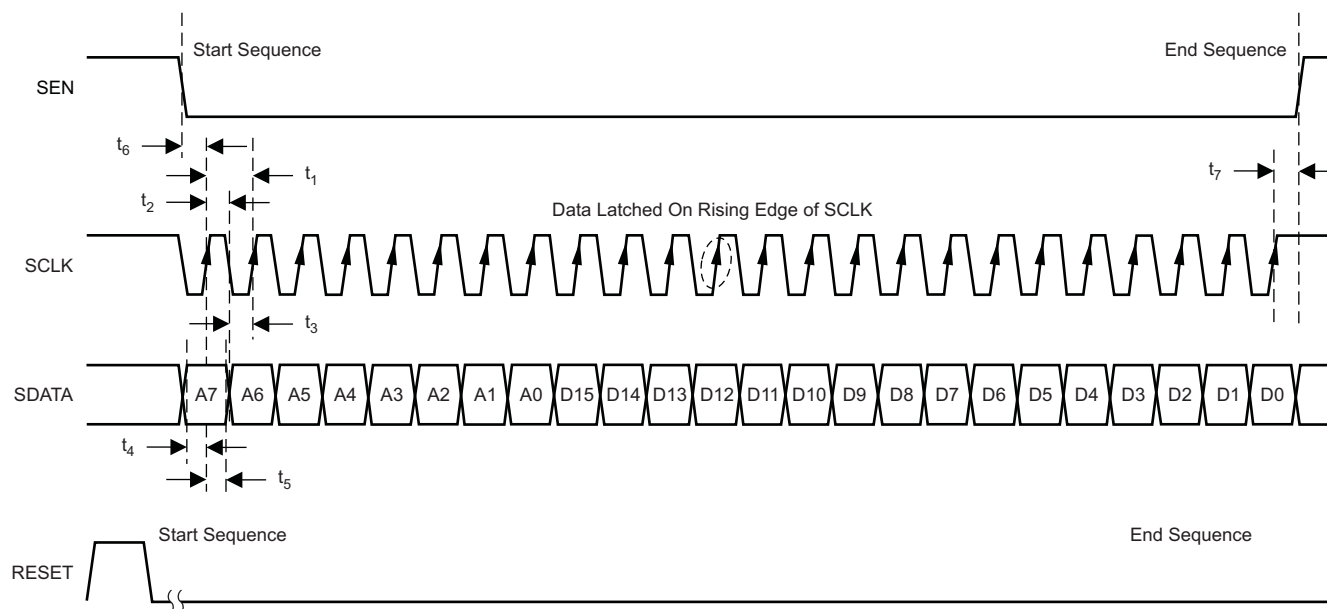 Start Sequence
End Sequence
SEN
t6
t1
t7
t2
Data Latched On Rising Edge of SCLK
SCLK
t3
SDATA A7 A6 A5 A4 A3 A2 A1 A0 D15 D14 D13 D12 D11 D10 D9 D8 D7 D6 D5 D4 D3 D2 D1 D0
t4
t5
Start Sequence
End Sequence
RESET